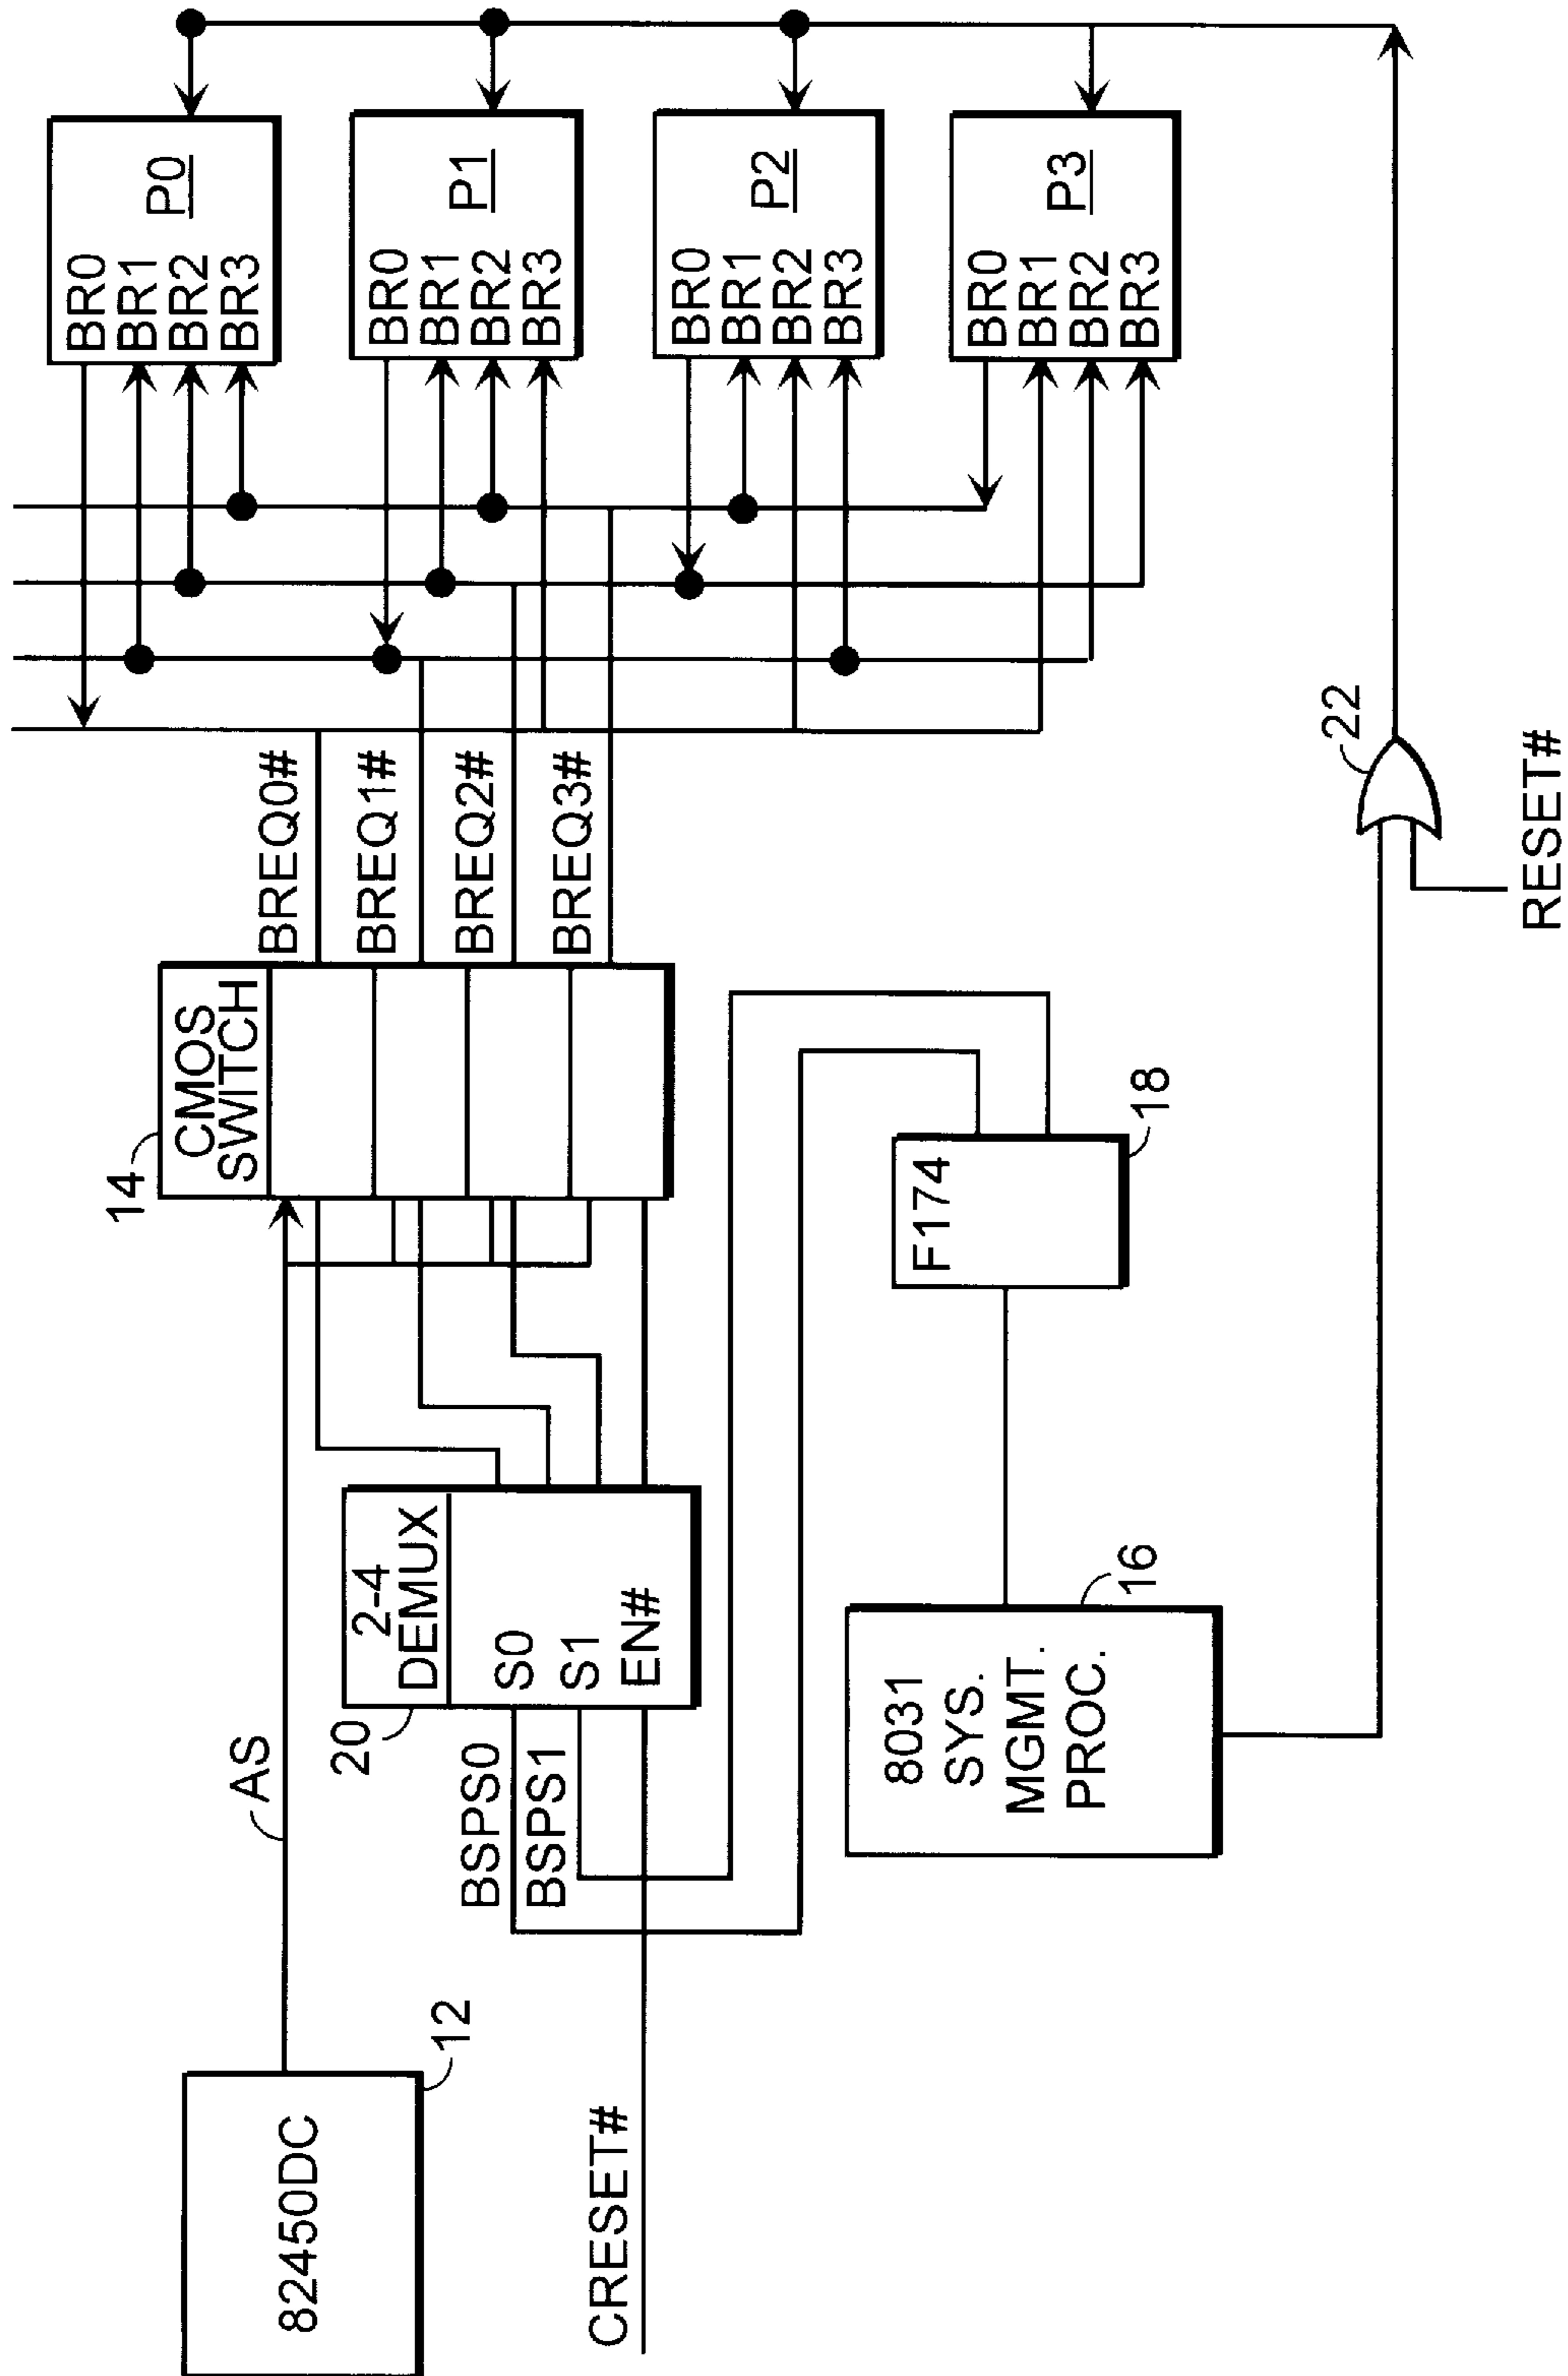 82450DC
12
AS
CRESET#
20
2-4
DEMUX
S0
S1
EN#
BSPS0
BSPS1
14
CMOS
SWITCH
BREQ0#
BREQ1#
BREQ2#
BREQ3#
BR0
BR1
BR2
BR3
P0
BR0
BR1
BR2
BR3
P1
BR0
BR1
BR2
BR3
P2
BR0
BR1
BR2
BR3
P3
F174
18
8031
SYS.
MGMT.
PROC.
16
22
RESET#